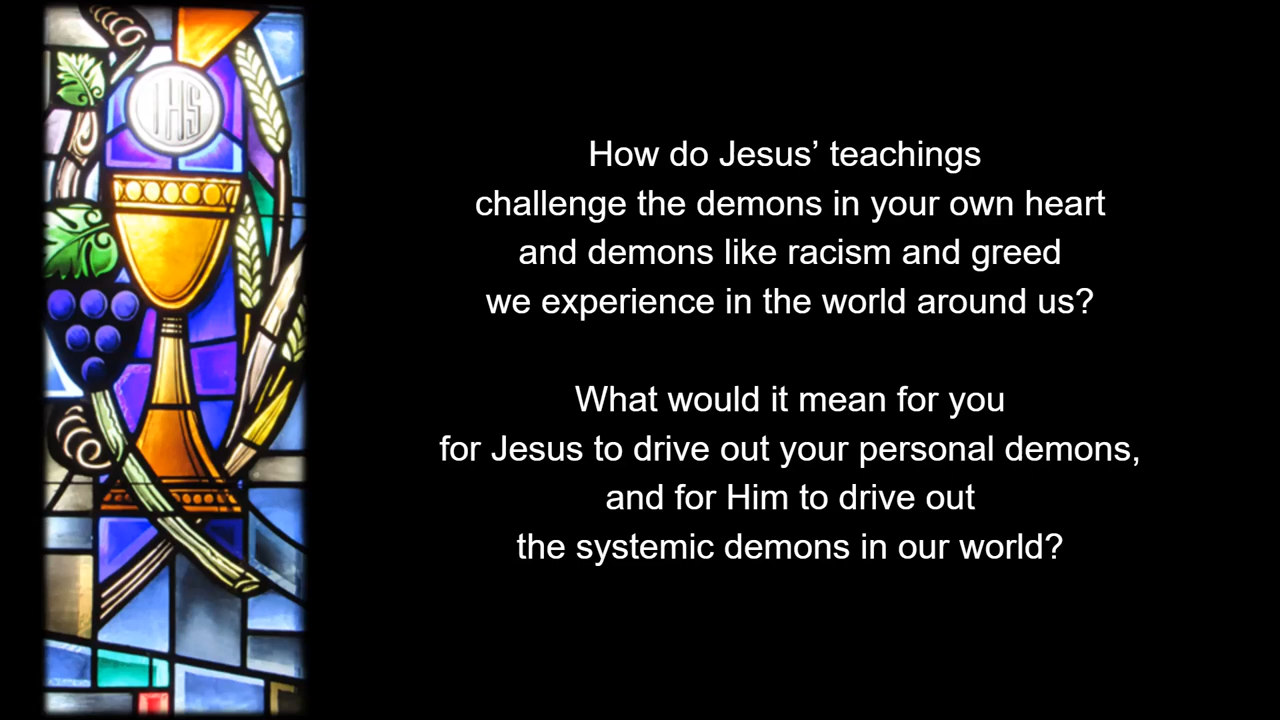 IHS
How do Jesus’ teachings
challenge the demons in your own heart
and demons like racism and greed
we experience in the world around us?
What would it mean for you
for Jesus to drive out your personal demons,
and for Him to drive out
the systemic demons in our world?